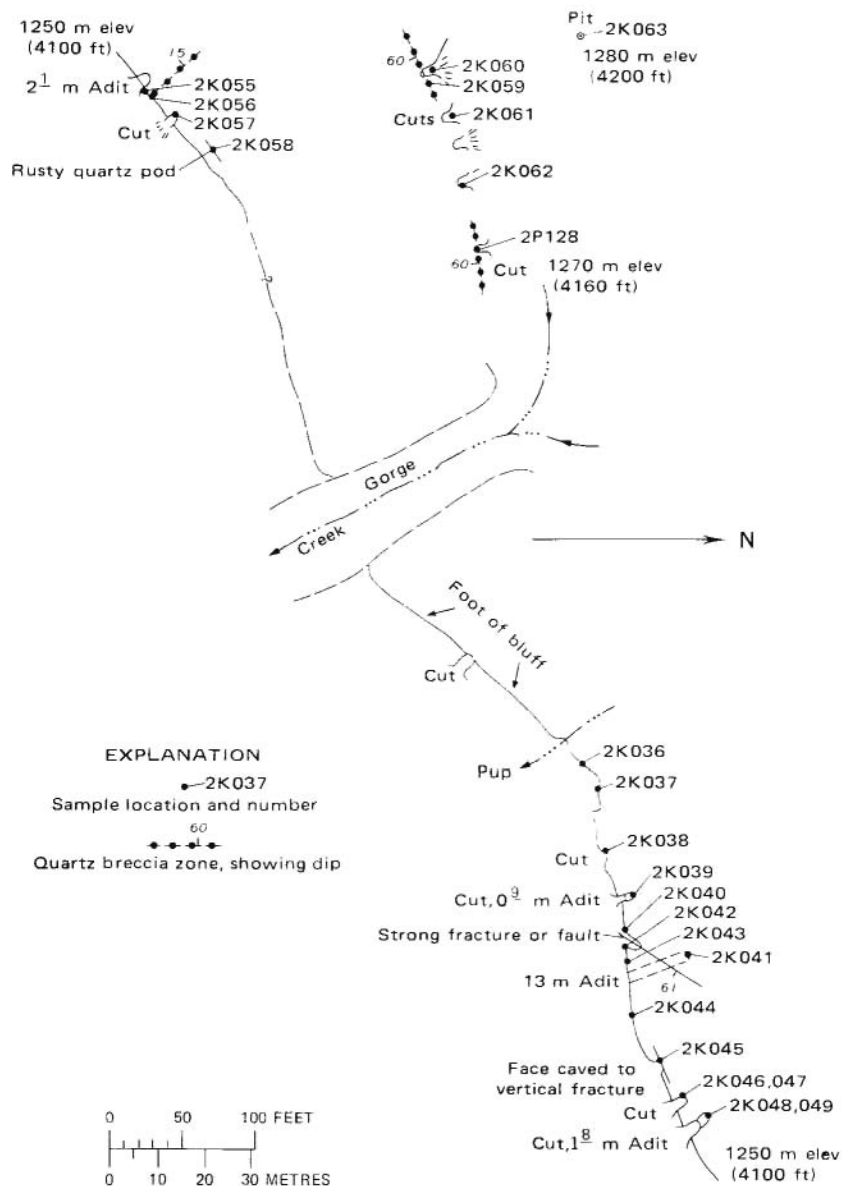 1250 m elev
(4100 ft)
15
2 1 m Adit
2K055
2K056
2K057
Cut
2K058
Rusty quartz pod
?
60
2K060
2K059
Cuts
2K061
2K062
2P128
60
Cut
Pit
2K063
1280 m elev
(4200 ft)
1270 m elev
(4160 ft)
Gorge
Creek
N
Foot of bluff
Cut
Pup
2K036
2K037
2K038
Cut
2K039
Cut, 0 9 m Adit
2K040
2K042
Strong fracture or fault
2K043
2K041
13 m Adit
61
2K044
2K045
Face caved to
vertical fracture
2K046,047
Cut
2K048,049
Cut, 1 8 m Adit
1250 m elev
(4100 ft)
EXPLANATION
2K037
Sample location and number
60
Quartz breccia zone, showing dip
0 50 100 FEET
0 10 20 30 METRES